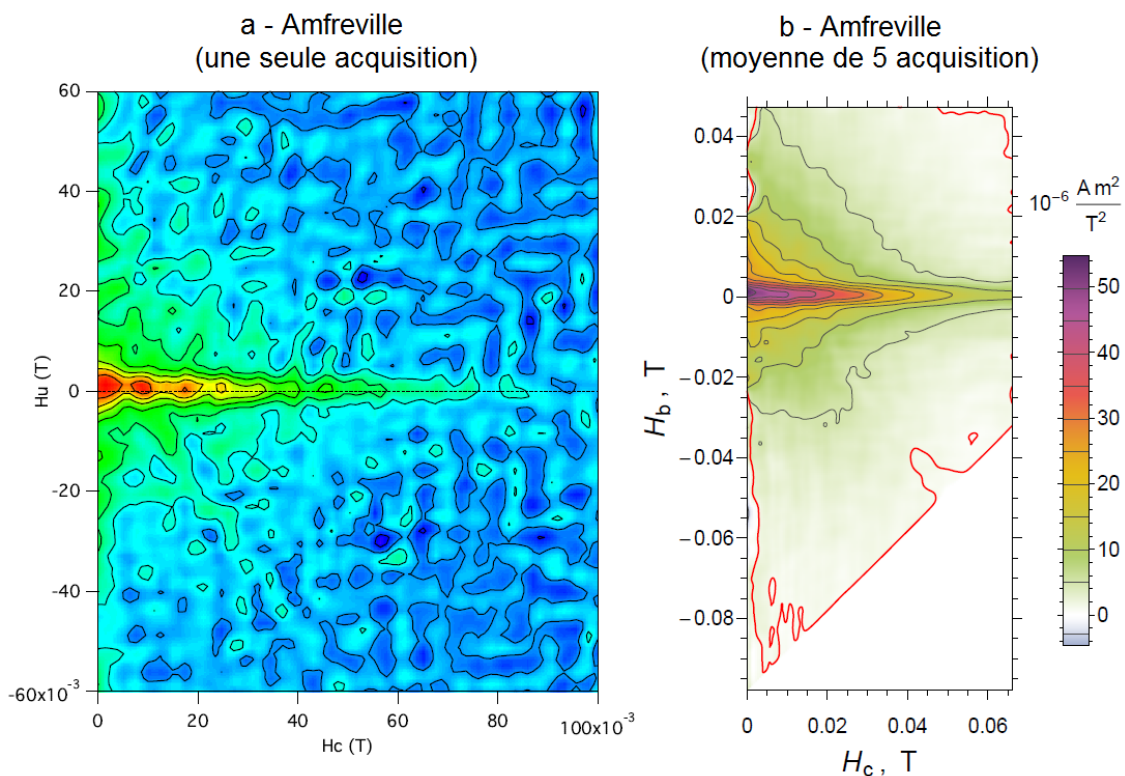 a - Amfreville
(une seule acquisition)
60
40
20
0
-20
-40
-60x10⁻³
Hu (T)
0
20
40
60
80
100x10⁻³
Hc (T)
b - Amfreville
(moyenne de 5 acquisition)
0.04
0.02
0
−0.02
−0.04
−0.06
−0.08
H_b , T
0
0.02
0.04
0.06
H_c , T
10⁻⁶ A m² / T²
50
40
30
20
10
0